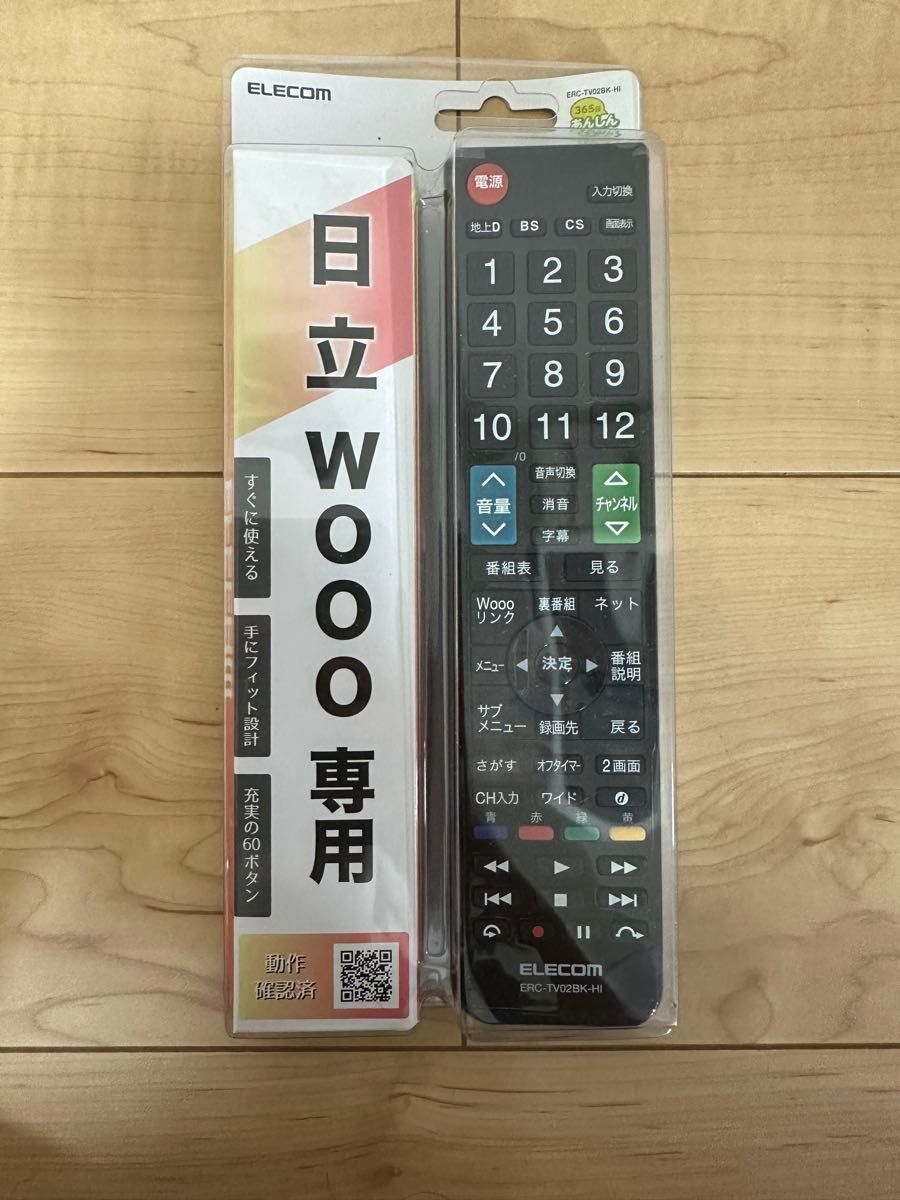 ELECOM
ERC-TV02BK-HI
365日
あんしん
日立 WOOO 専用
すぐに使える
手にフィット設計
充実の60ボタン
動作
確認済
電源
入力切換
地上D BS CS 画面表示
1 2 3
4 5 6
7 8 9
10 11 12
/0
音声切換
音量 消音 チャンネル
字幕
番組表 見る
Wooo
リンク
裏番組 ネット
メニュー 決定 番組
説明
サブ
メニュー 録画先 戻る
さがす オフタイマー 2画面
CH入力 ワイド d
青 赤 緑 黄
ELECOM
ERC-TV02BK-HI